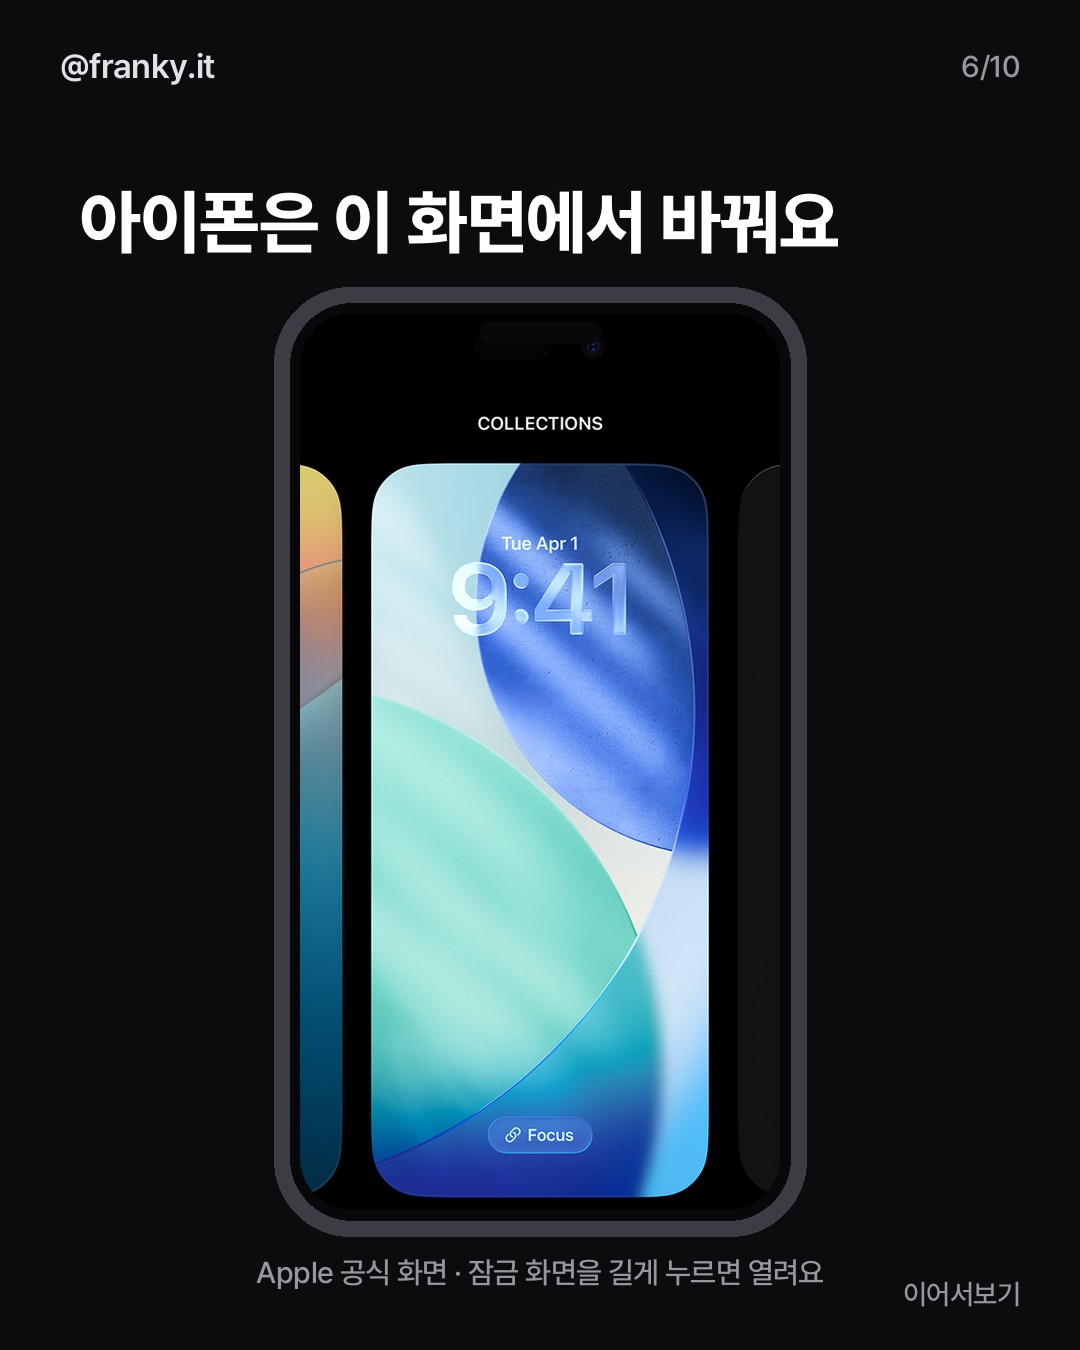 @franky.it
6/10
아이폰은 이 화면에서 바꿔요
COLLECTIONS
Tue Apr 1
9:41
Focus
Apple 공식 화면 · 잠금 화면을 길게 누르면 열려요
이어서보기